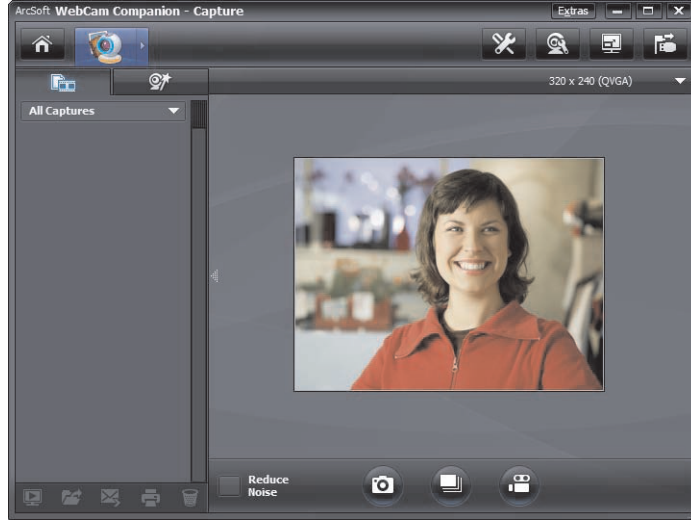 ArcSoft WebCam Companion - Capture
Extras
320 x 240 (QVGA)
All Captures
Reduce
Noise